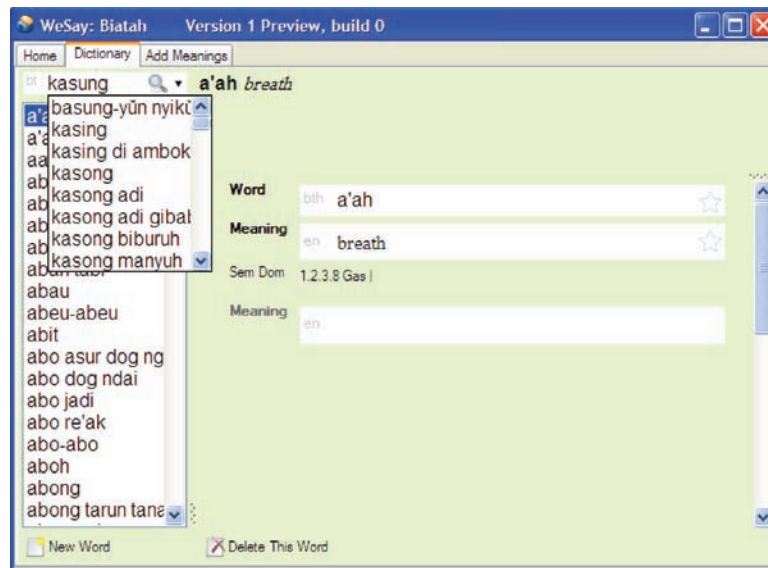 WeSay: Biatah Version 1 Preview, build 0
Home Dictionary Add Meanings
bt kasung a'ah breath
basung-yŭn
kasing
kasing di ambok
kasong
kasong adi
kasong adi
kasong biburuh
kasong manyuh
abau
abeu-abeu
abit
abo asur dog ng
abo dog ndai
abo jadi
abo re'ak
abo-abo
aboh
abong
abong tarun tana
Word bth a'ah
Meaning en breath
Sem Dom 1.2.3.8 Gas |
Meaning en
New Word Delete This Word